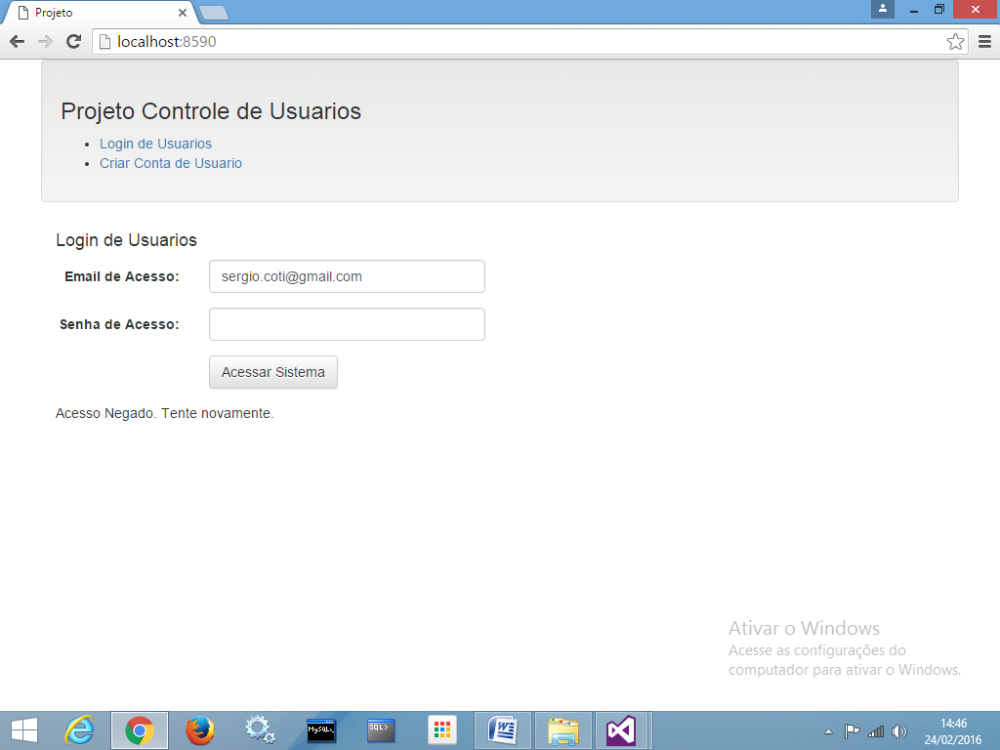 Projeto
localhost:8590
Projeto Controle de Usuarios
Login de Usuarios
Criar Conta de Usuario
Login de Usuarios
Email de Acesso:
sergio.coti@gmail.com
Senha de Acesso:
Acessar Sistema
Acesso Negado. Tente novamente.
Ativar o Windows
Acesse as configurações do
computador para ativar o Windows.
MySQL>
SQL>
14:46
24/02/2016